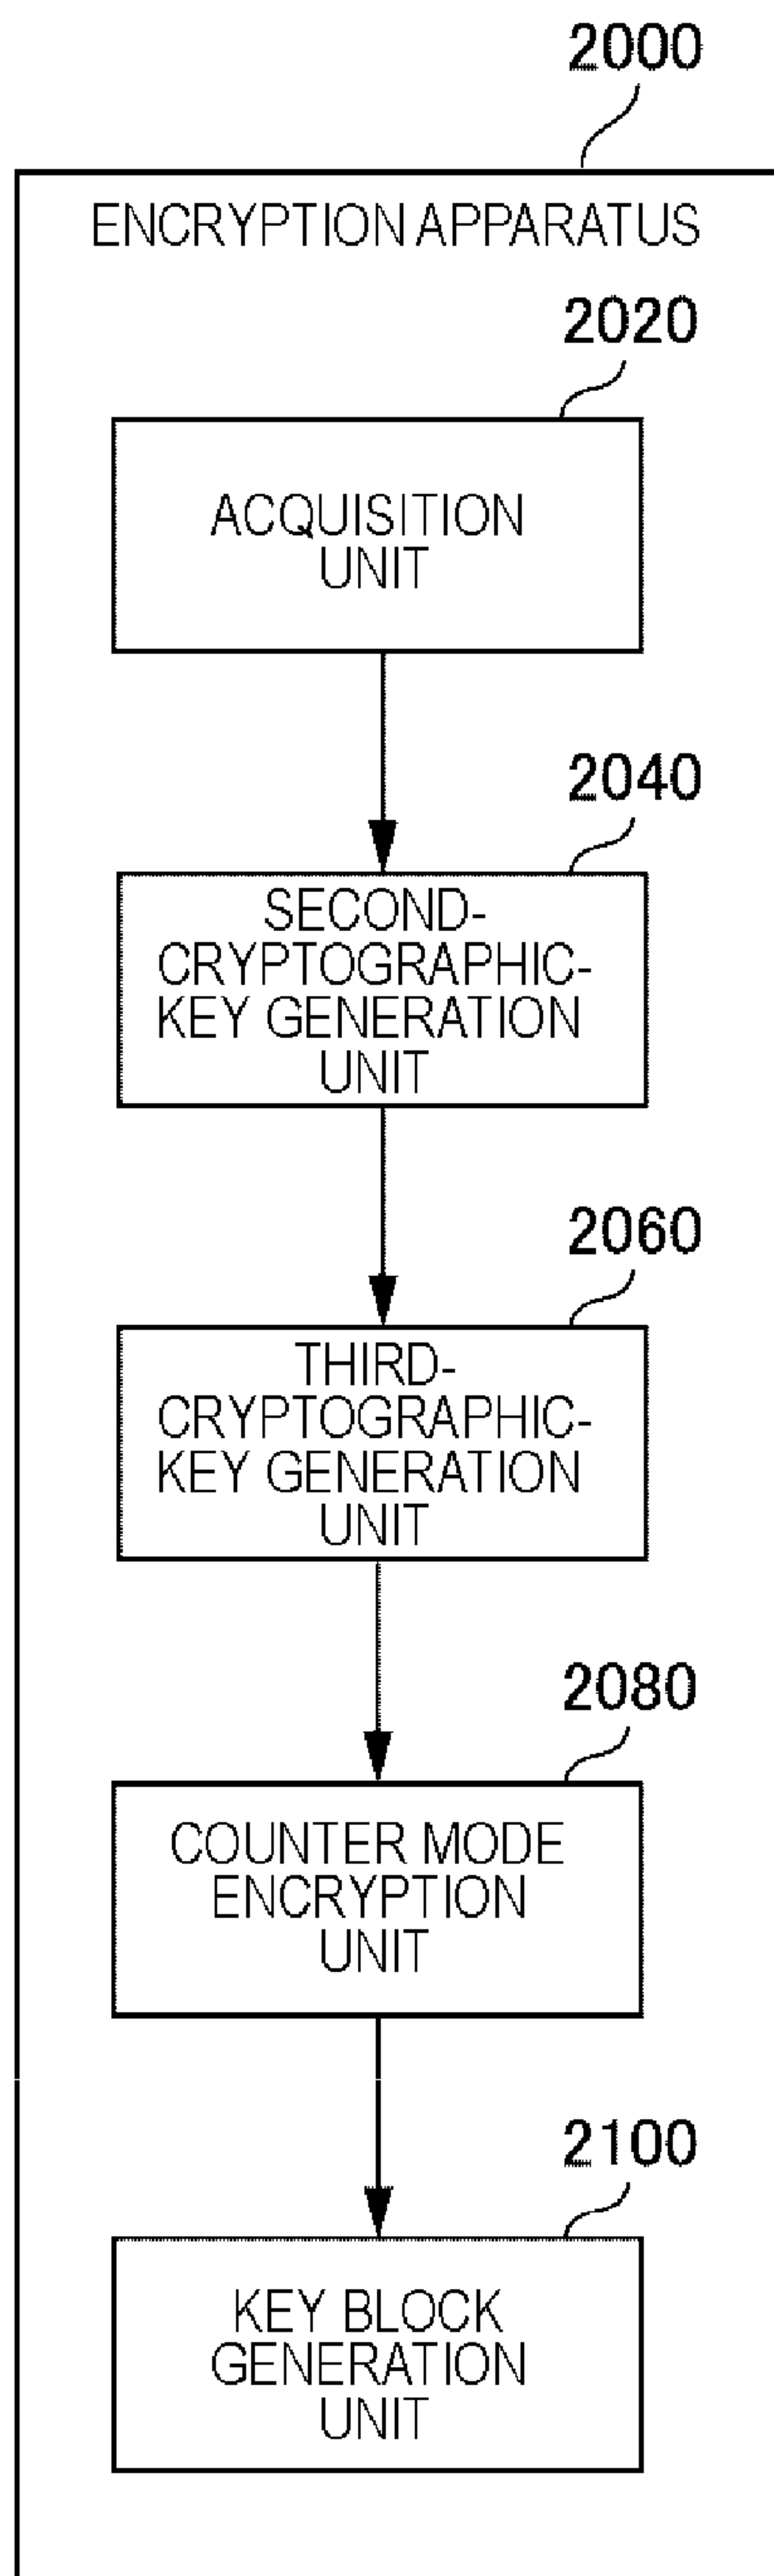 2000
ENCRYPTION APPARATUS
2020
ACQUISITION
UNIT
2040
SECOND-
CRYPTOGRAPHIC-
KEY GENERATION
UNIT
2060
THIRD-
CRYPTOGRAPHIC-
KEY GENERATION
UNIT
2080
COUNTER MODE
ENCRYPTION
UNIT
2100
KEY BLOCK
GENERATION
UNIT